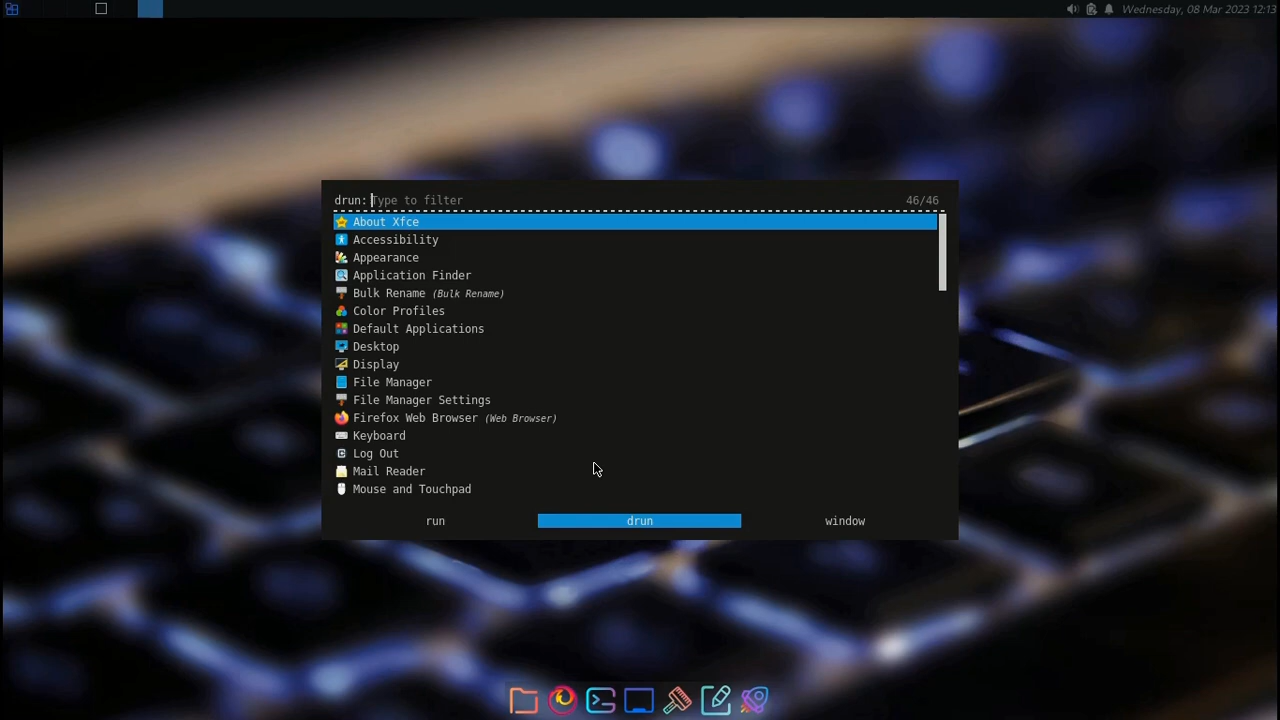 Wednesday, 08 Mar 2023 12:13
drun: Type to filter 46/46
About Xfce
Accessibility
Appearance
Application Finder
Bulk Rename (Bulk Rename)
Color Profiles
Default Applications
Desktop
Display
File Manager
File Manager Settings
Firefox Web Browser (Web Browser)
Keyboard
Log Out
Mail Reader
Mouse and Touchpad
run drun window